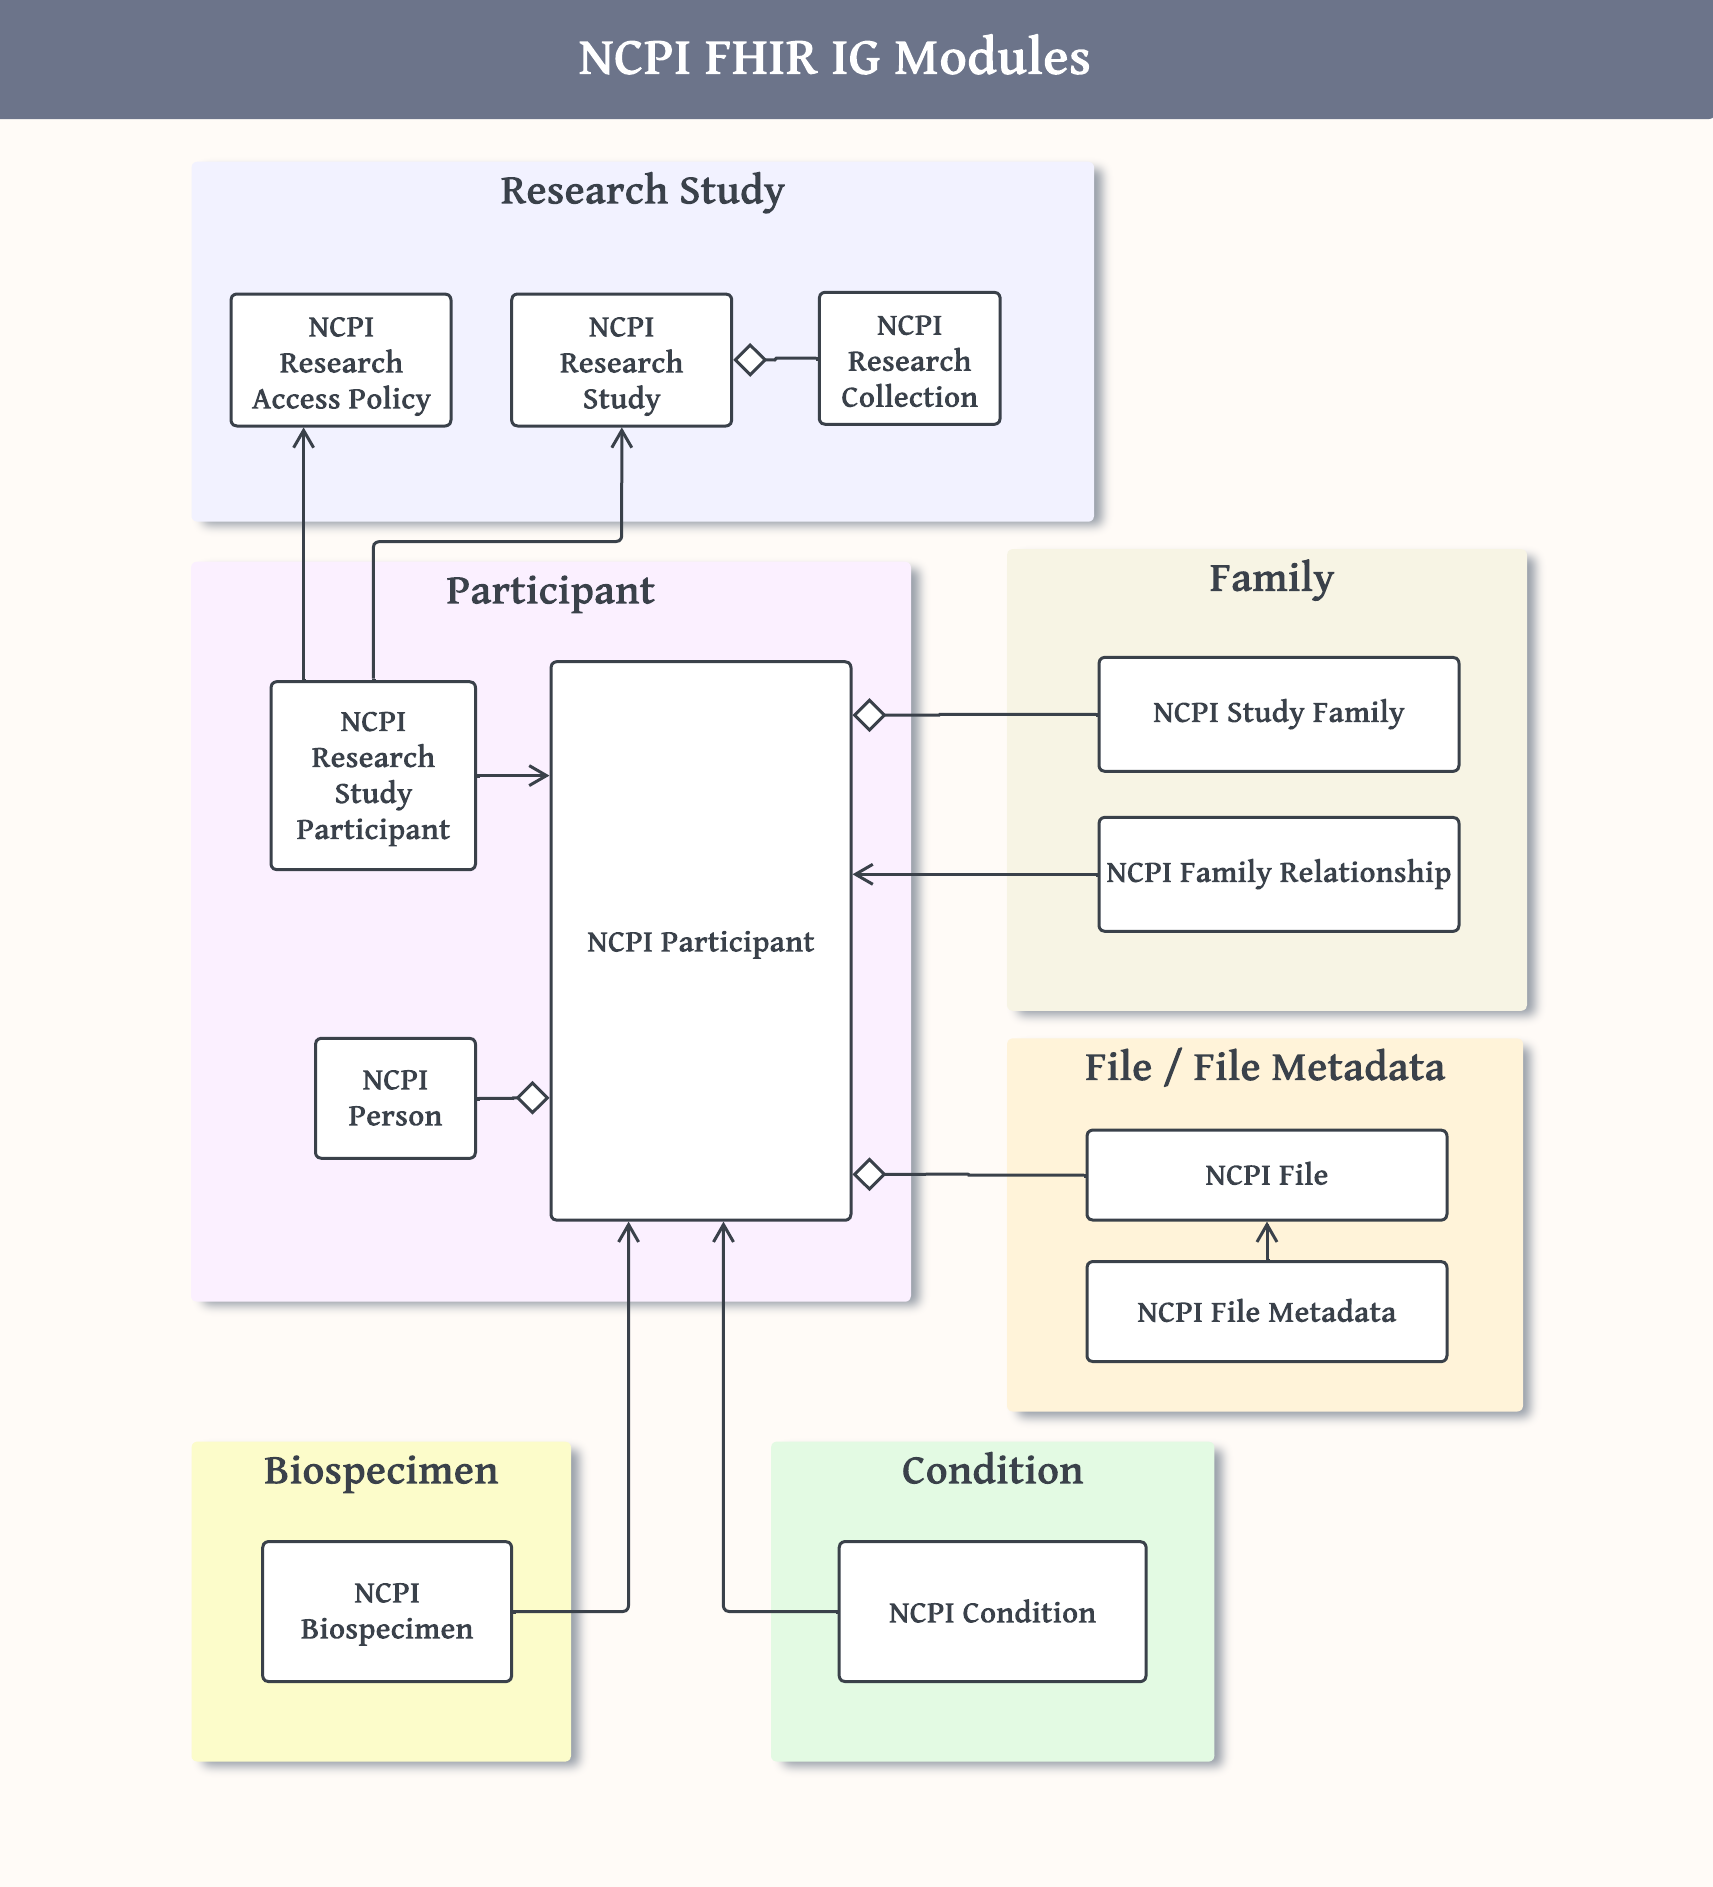 NCPI FHIR IG Modules
Research Study
NCPI
Research
Access Policy
NCPI
Research
Study
NCPI
Research
Collection
Participant
NCPI
Research
Study
Participant
NCPI Participant
NCPI
Person
Family
NCPI Study Family
NCPI Family Relationship
File / File Metadata
NCPI File
NCPI File Metadata
Biospecimen
NCPI
Biospecimen
Condition
NCPI Condition